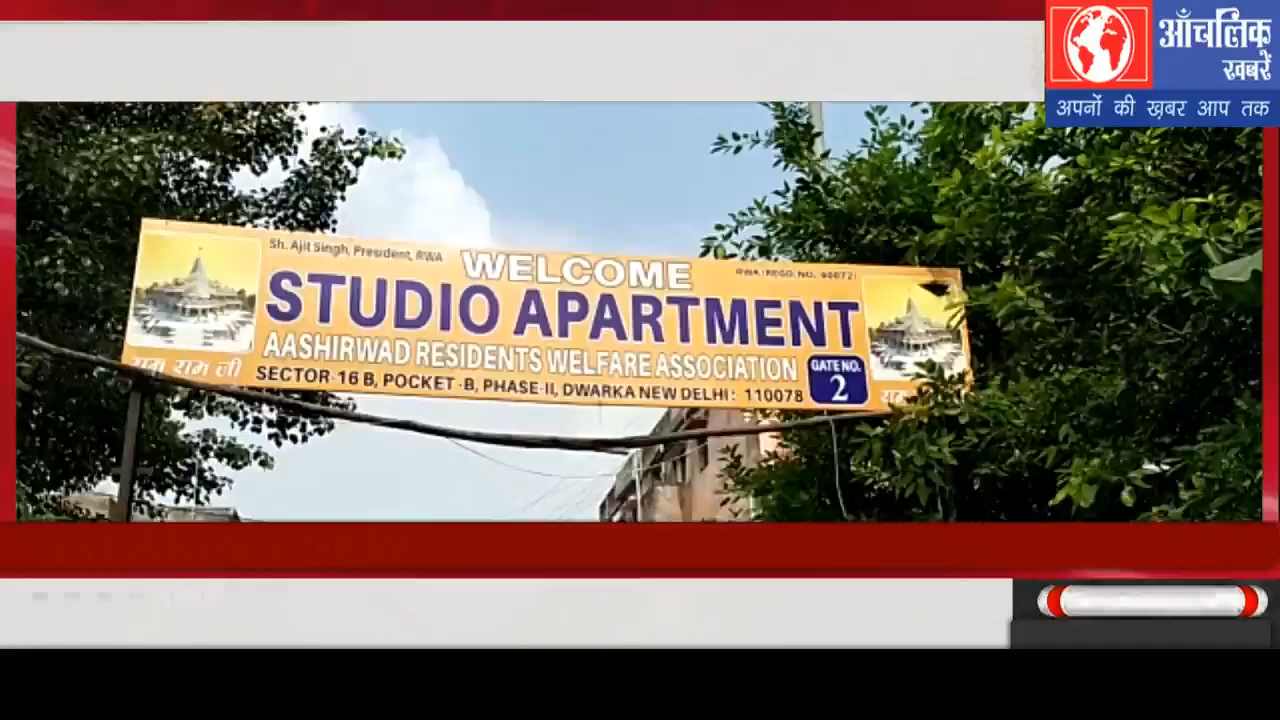 आँचलिक
ख़बरें
अपनों की ख़बर आप तक
Sh. Ajit Singh, President, RWA
WELCOME
RWA (REGD. NO.
STUDIO APARTMENT
AASHIRWAD RESIDENTS WELFARE ASSOCIATION
GATE NO.
2
SECTOR-16 B, POCKET-B, PHASE-II, DWARKA NEW DELHI: 110078
राम राम जी
राम